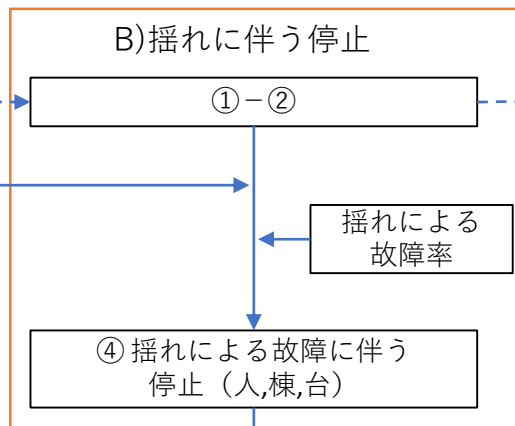 B)揺れに伴う停止
①－②
揺れによる
故障率
④ 揺れによる故障に伴う
停止（人,棟,台）